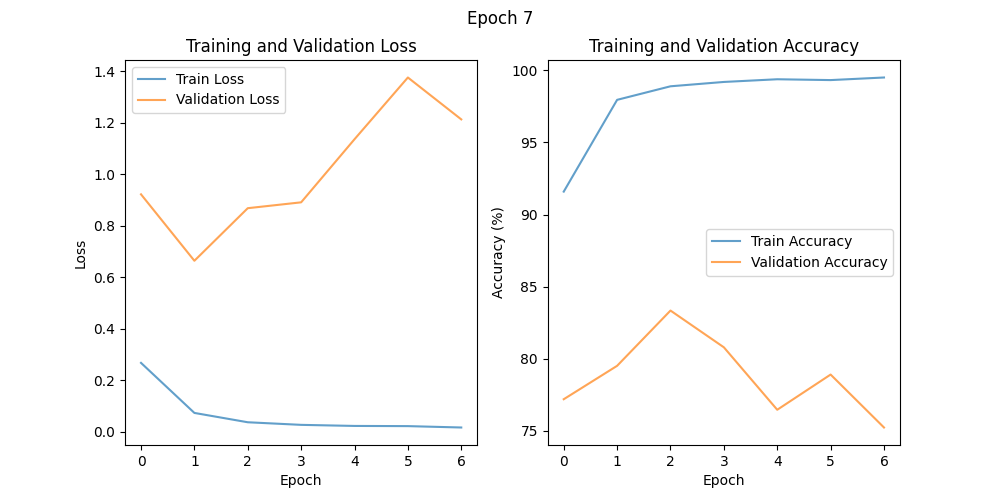 Epoch 7
Training and Validation Loss
Train Loss
Validation Loss
1.4
1.2
1.0
0.8
0.6
0.4
0.2
0.0
Loss
0 1 2 3 4 5 6
Epoch
Training and Validation Accuracy
Train Accuracy
Validation Accuracy
100
95
90
85
80
75
Accuracy (%)
0 1 2 3 4 5 6
Epoch